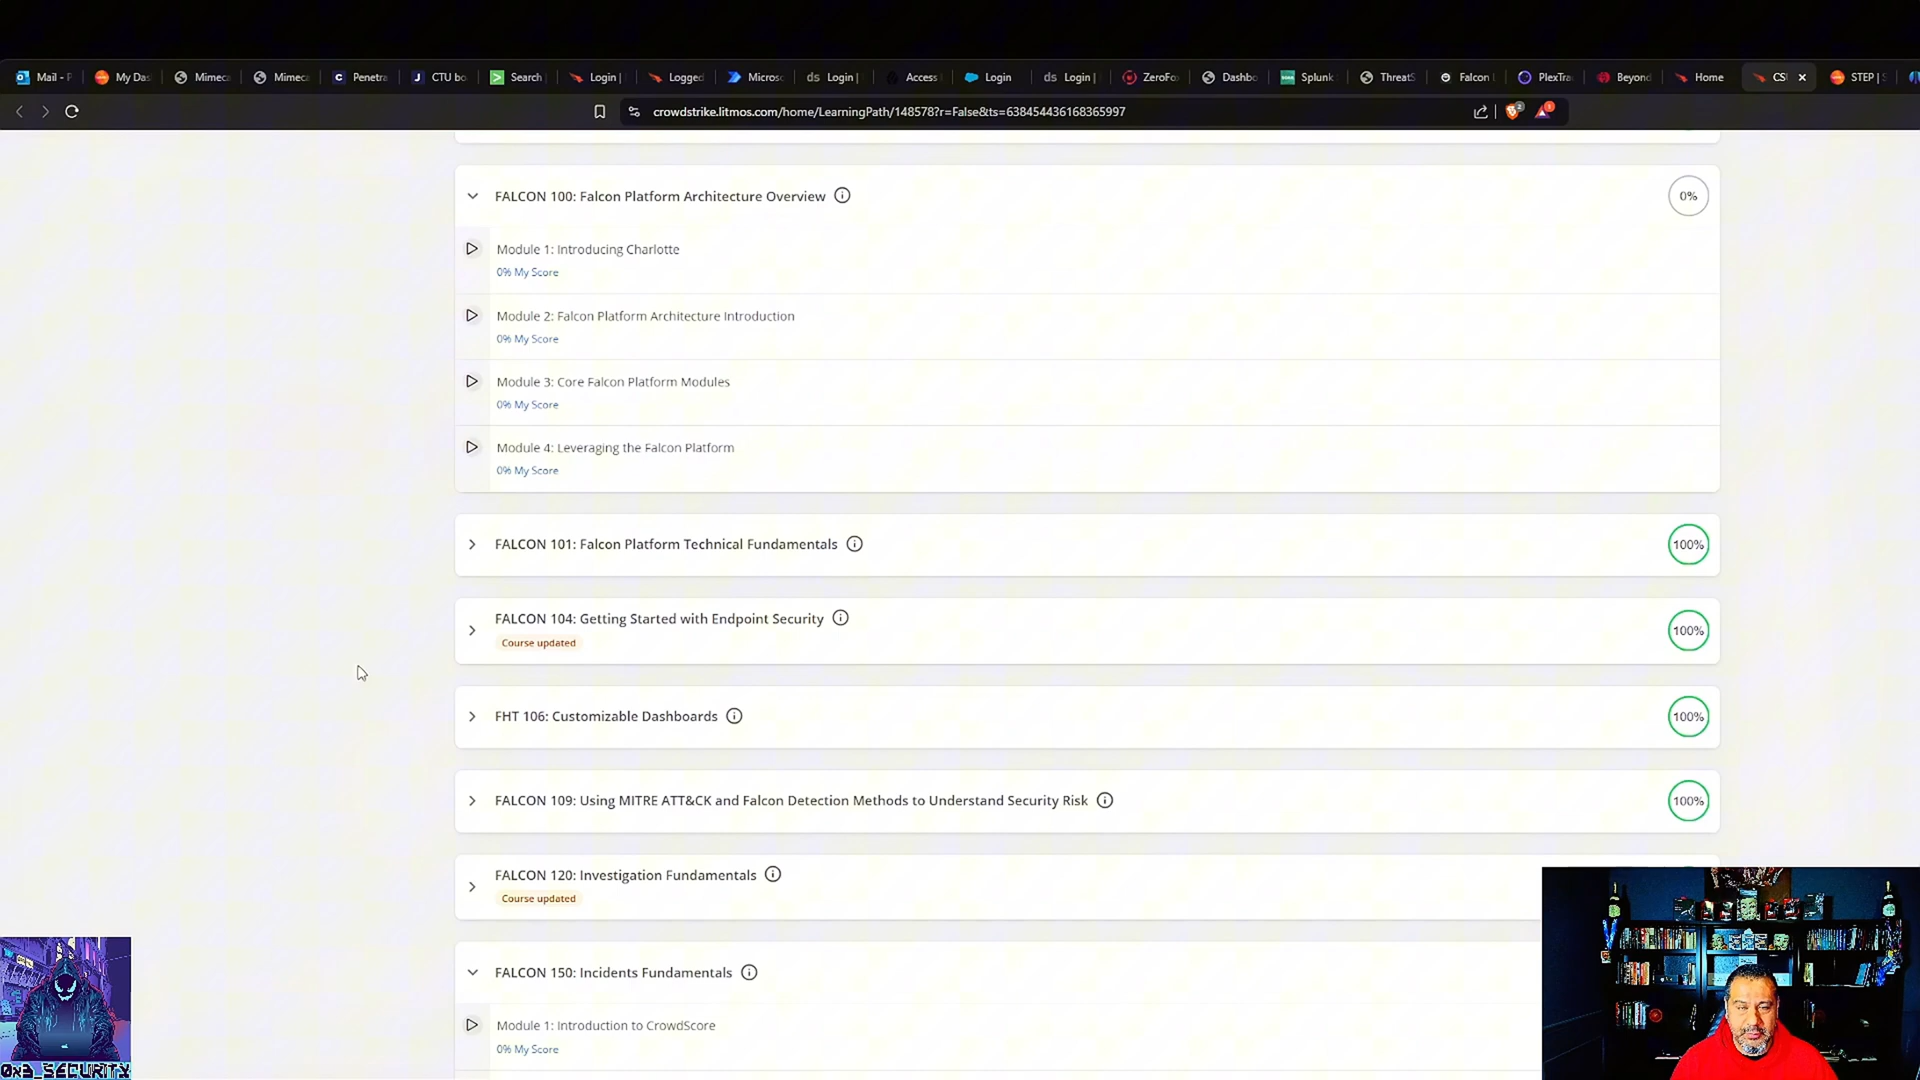 Mail - P
My Das
Mimeca
Mimeca
Penetra
CTU bo
Search
Login |
Logged
Micros
Login |
Access
Login
Login |
ZeroFo
Dashbo
Splunk
ThreatS
Falcon
PlexTra
Beyond
Home
CS
STEP | S
crowdstrike.litmos.com/home/LearningPath/148578?r=False&ts=638454436168365997
FALCON 100: Falcon Platform Architecture Overview
0%
Module 1: Introducing Charlotte
0% My Score
Module 2: Falcon Platform Architecture Introduction
0% My Score
Module 3: Core Falcon Platform Modules
0% My Score
Module 4: Leveraging the Falcon Platform
0% My Score
FALCON 101: Falcon Platform Technical Fundamentals
100%
FALCON 104: Getting Started with Endpoint Security
Course updated
100%
FHT 106: Customizable Dashboards
100%
FALCON 109: Using MITRE ATT&CK and Falcon Detection Methods to Understand Security Risk
100%
FALCON 120: Investigation Fundamentals
Course updated
FALCON 150: Incidents Fundamentals
Module 1: Introduction to CrowdScore
0% My Score
0x3_SECURITY